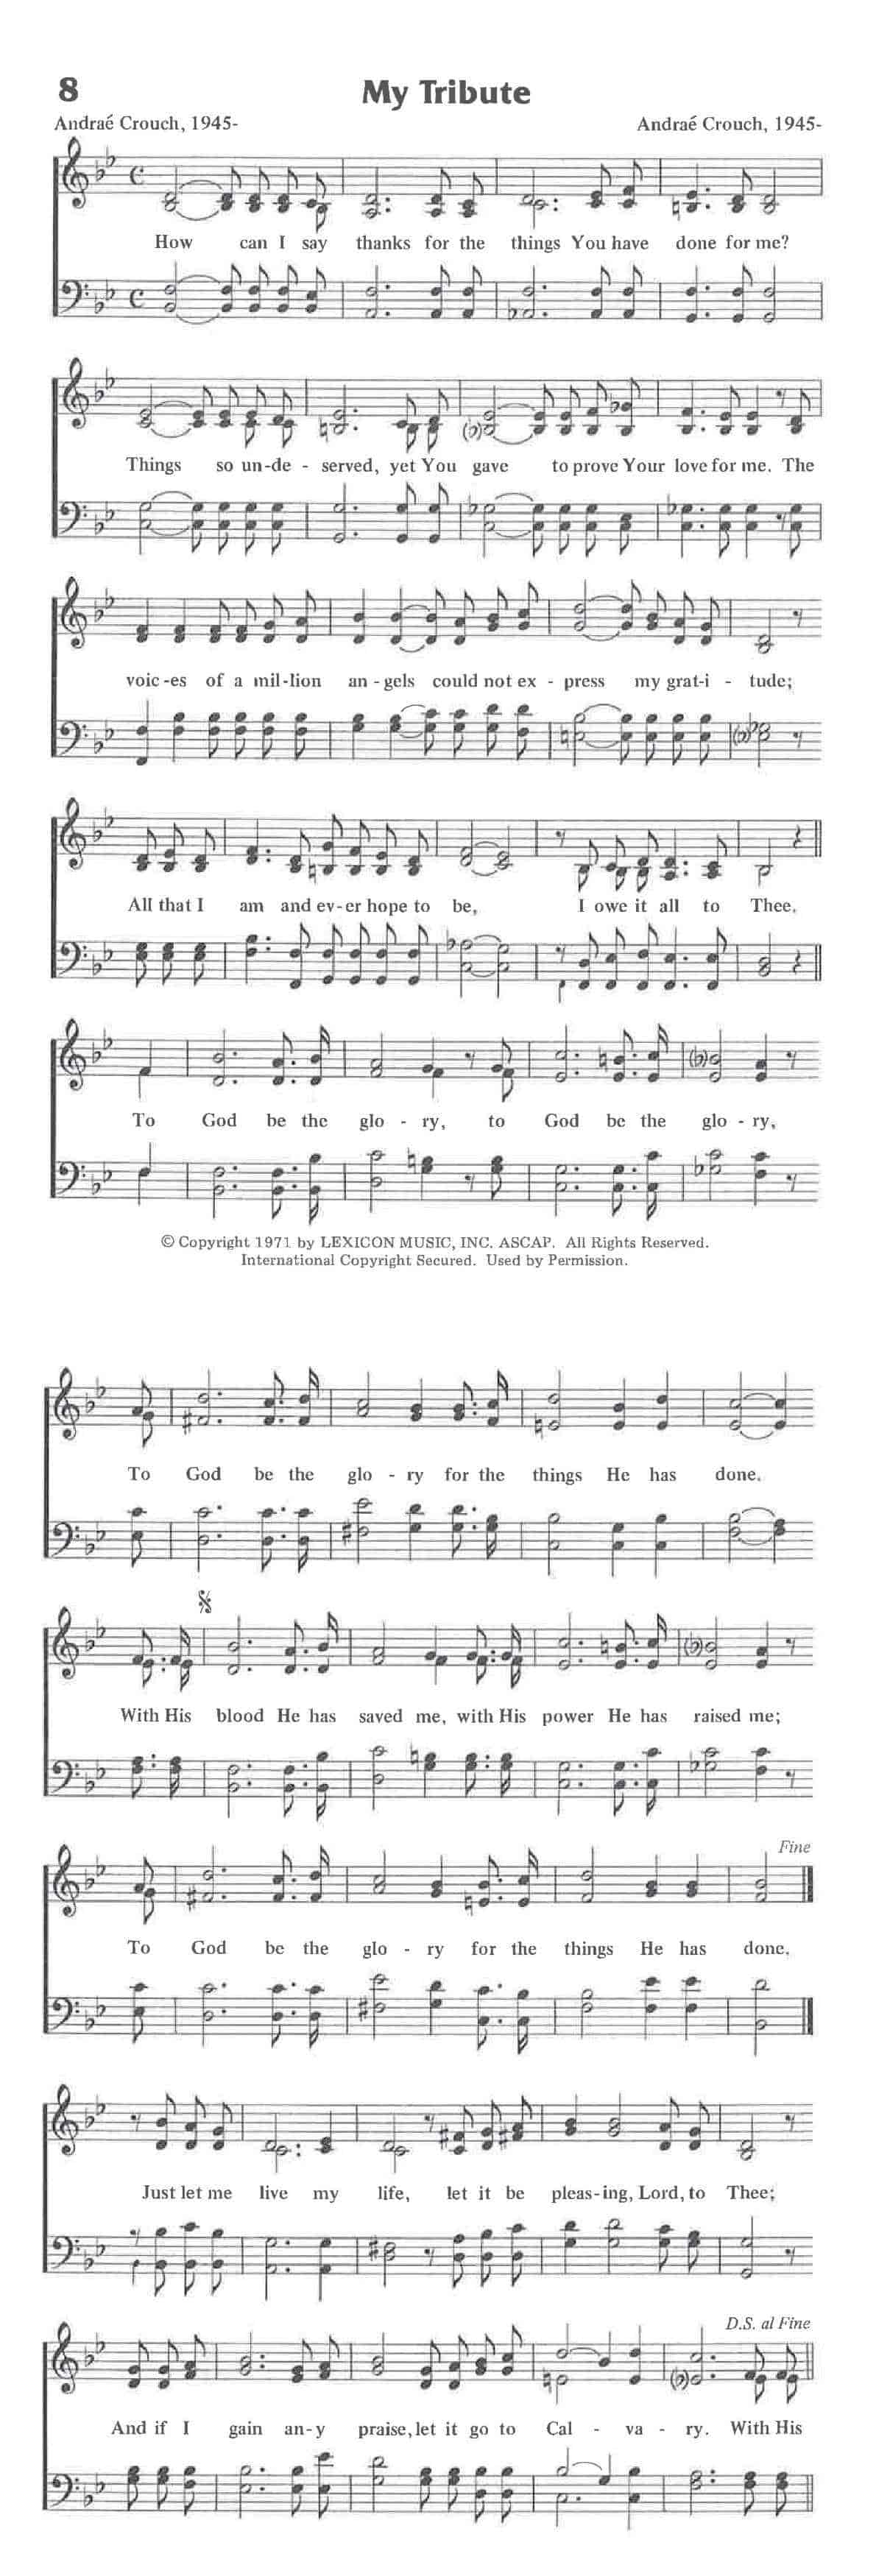 8 My Tribute
Andraé Crouch, 1945- Andraé Crouch, 1945-
How can I say thanks for the things You have done for me?
Things so un-de - served, yet You gave to prove Your love for me. The
voic-es of a mil-lion an-gels could not ex - press my grat-i - tude;
All that I am and ev-er hope to be, I owe it all to Thee.
To God be the glo - ry, to God be the glo - ry,
© Copyright 1971 by LEXICON MUSIC, INC. ASCAP. All Rights Reserved.
International Copyright Secured. Used by Permission.
To God be the glo - ry for the things He has done.
With His blood He has saved me, with His power He has raised me;
Fine
To God be the glo - ry for the things He has done.
Just let me live my life, let it be pleas-ing, Lord, to Thee;
D.S. al Fine
And if I gain an-y praise, let it go to Cal - va - ry. With His